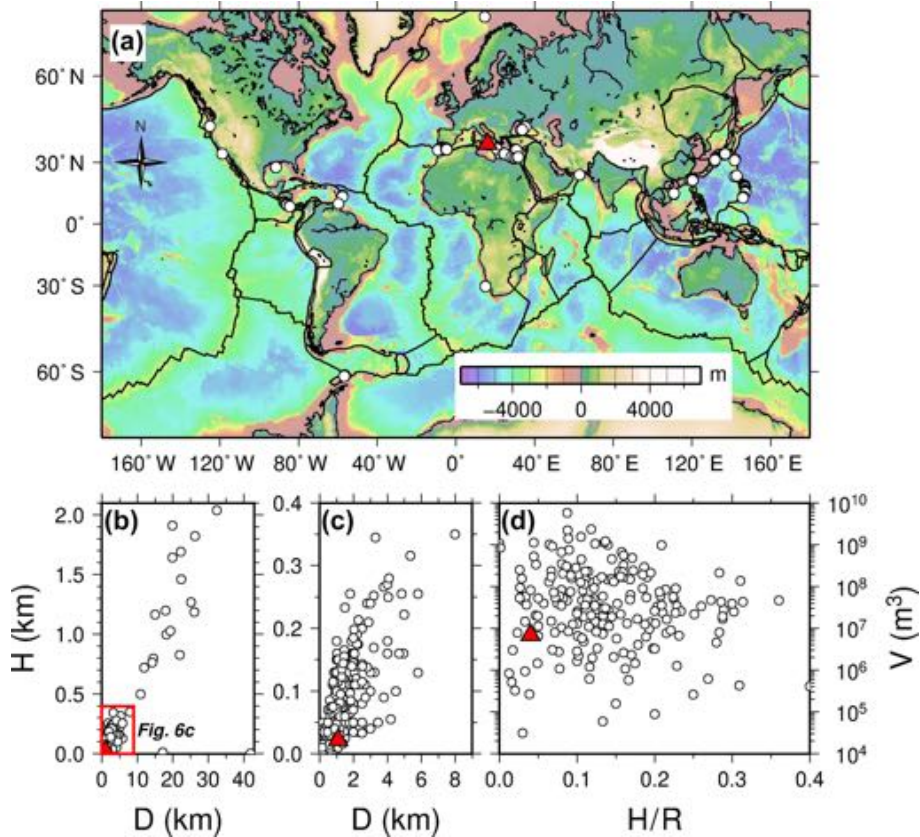 (a)
60°N
30°N
0°
30°S
60°S
N
m
−4000 0 4000
160°W 120°W 80°W 40°W 0° 40°E 80°E 120°E 160°E
(b) (c) (d)
2.0
1.5
1.0
0.5
0.0
H (km)
Fig. 6c
0 10 20 30 40
D (km)
0.4
0.3
0.2
0.1
0.0
0 2 4 6 8
D (km)
10¹⁰
10⁹
10⁸
10⁷
10⁶
10⁵
10⁴
V (m³)
0.0 0.1 0.2 0.3 0.4
H/R